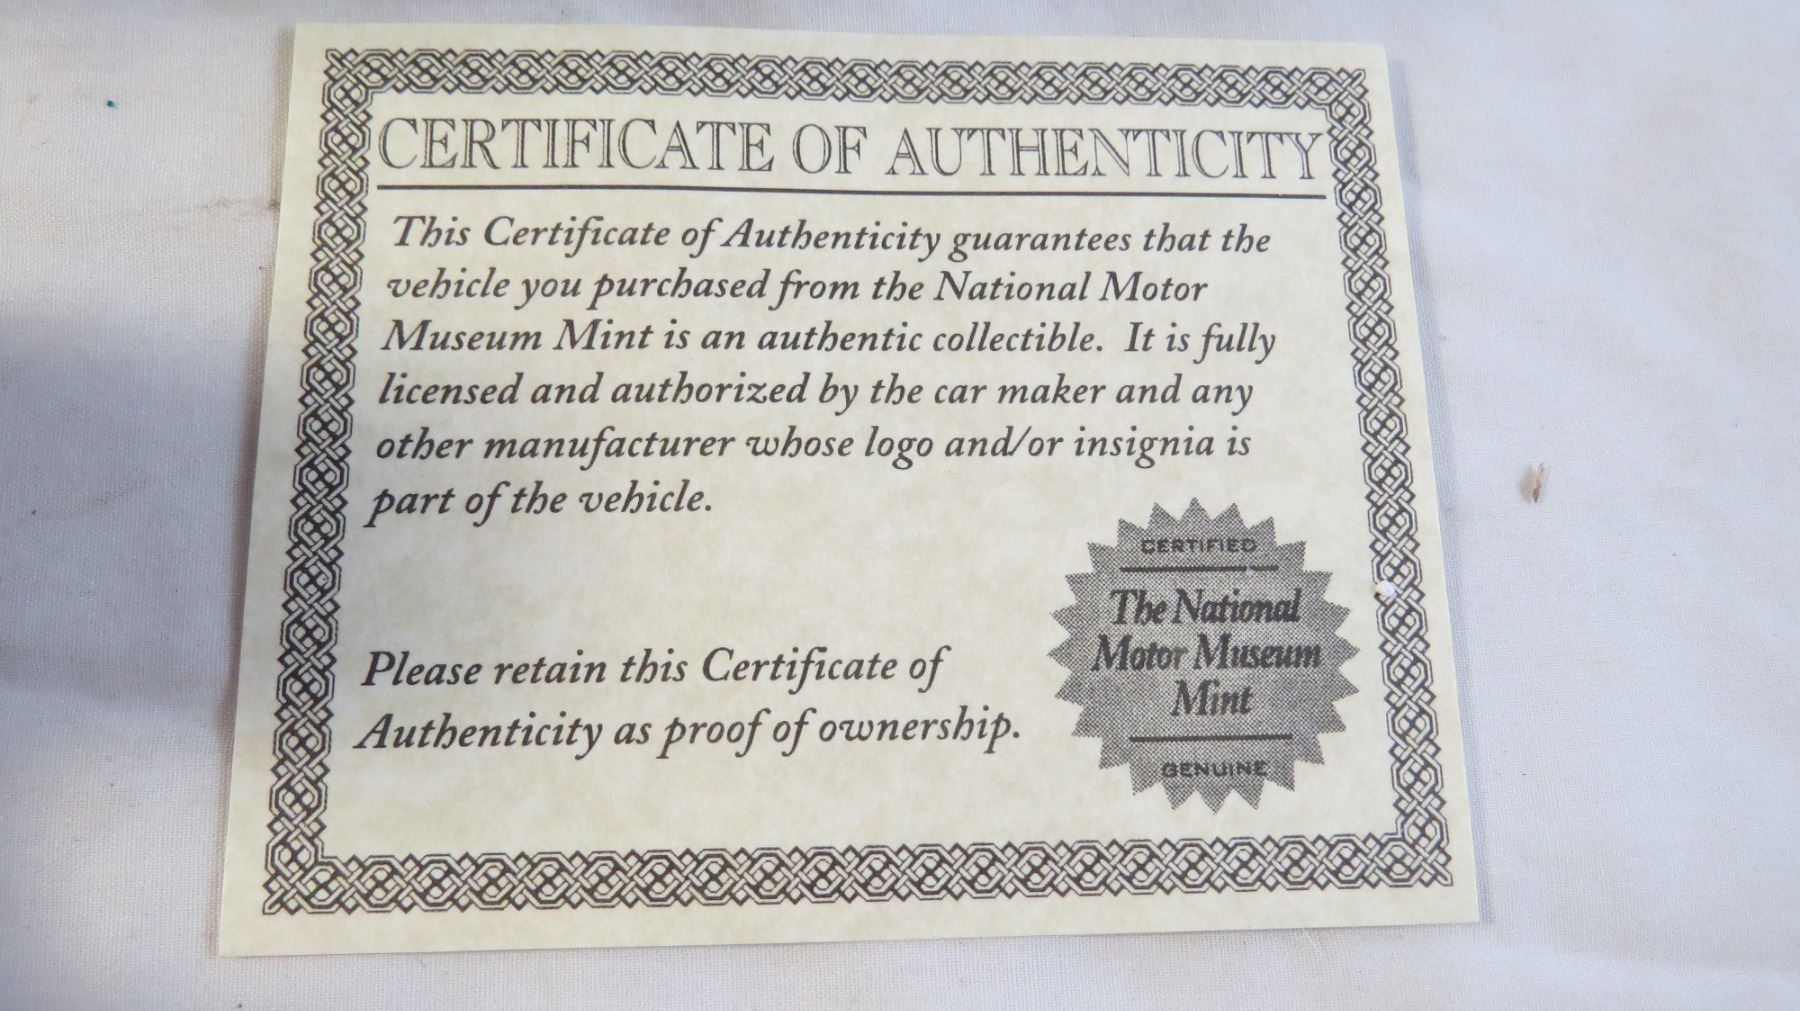 CERTIFICATE OF AUTHENTICITY
This Certificate of Authenticity guarantees that the
vehicle you purchased from the National Motor
Museum Mint is an authentic collectible. It is fully
licensed and authorized by the car maker and any
other manufacturer whose logo and/or insignia is
part of the vehicle.
Please retain this Certificate of
Authenticity as proof of ownership.
CERTIFIED
The National
Motor Museum
Mint
GENUINE